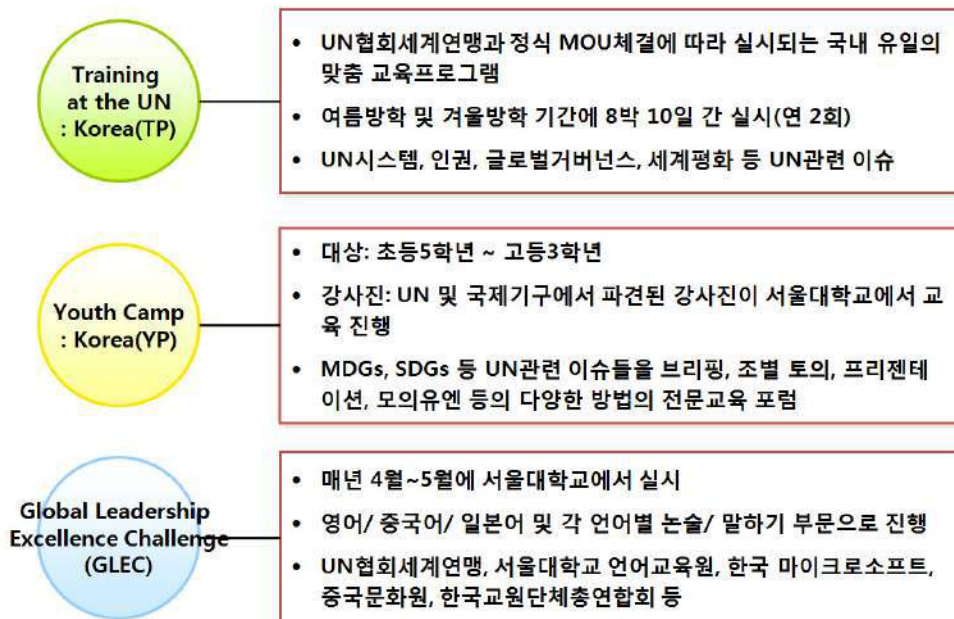 Training
at the UN
: Korea(TP)
• UN협회세계연맹과 정식 MOU체결에 따라 실시되는 국내 유일의
맞춤 교육프로그램
• 여름방학 및 겨울방학 기간에 8박 10일 간 실시(연 2회)
• UN시스템, 인권, 글로벌거버넌스, 세계평화 등 UN관련 이슈
Youth Camp
: Korea(YP)
• 대상: 초등5학년 ~ 고등3학년
• 강사진: UN 및 국제기구에서 파견된 강사진이 서울대학교에서 교
육 진행
• MDGs, SDGs 등 UN관련 이슈들을 브리핑, 조별 토의, 프리젠테
이션, 모의유엔 등의 다양한 방법의 전문교육 포럼
Global Leadership
Excellence Challenge
(GLEC)
• 매년 4월~5월에 서울대학교에서 실시
• 영어/ 중국어/ 일본어 및 각 언어별 논술/ 말하기 부문으로 진행
• UN협회세계연맹, 서울대학교 언어교육원, 한국 마이크로소프트,
중국문화원, 한국교원단체총연합회 등